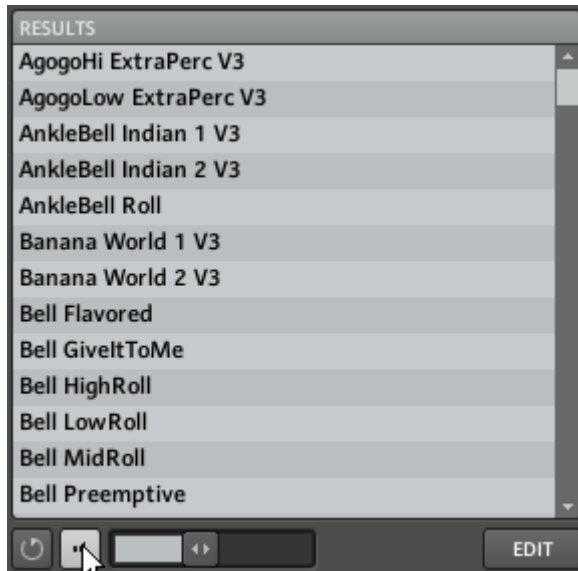 RESULTS
AgogoHi ExtraPerc V3
AgogoLow ExtraPerc V3
AnkleBell Indian 1 V3
AnkleBell Indian 2 V3
AnkleBell Roll
Banana World 1 V3
Banana World 2 V3
Bell Flavored
Bell GiveItToMe
Bell HighRoll
Bell LowRoll
Bell MidRoll
Bell Preemptive
EDIT